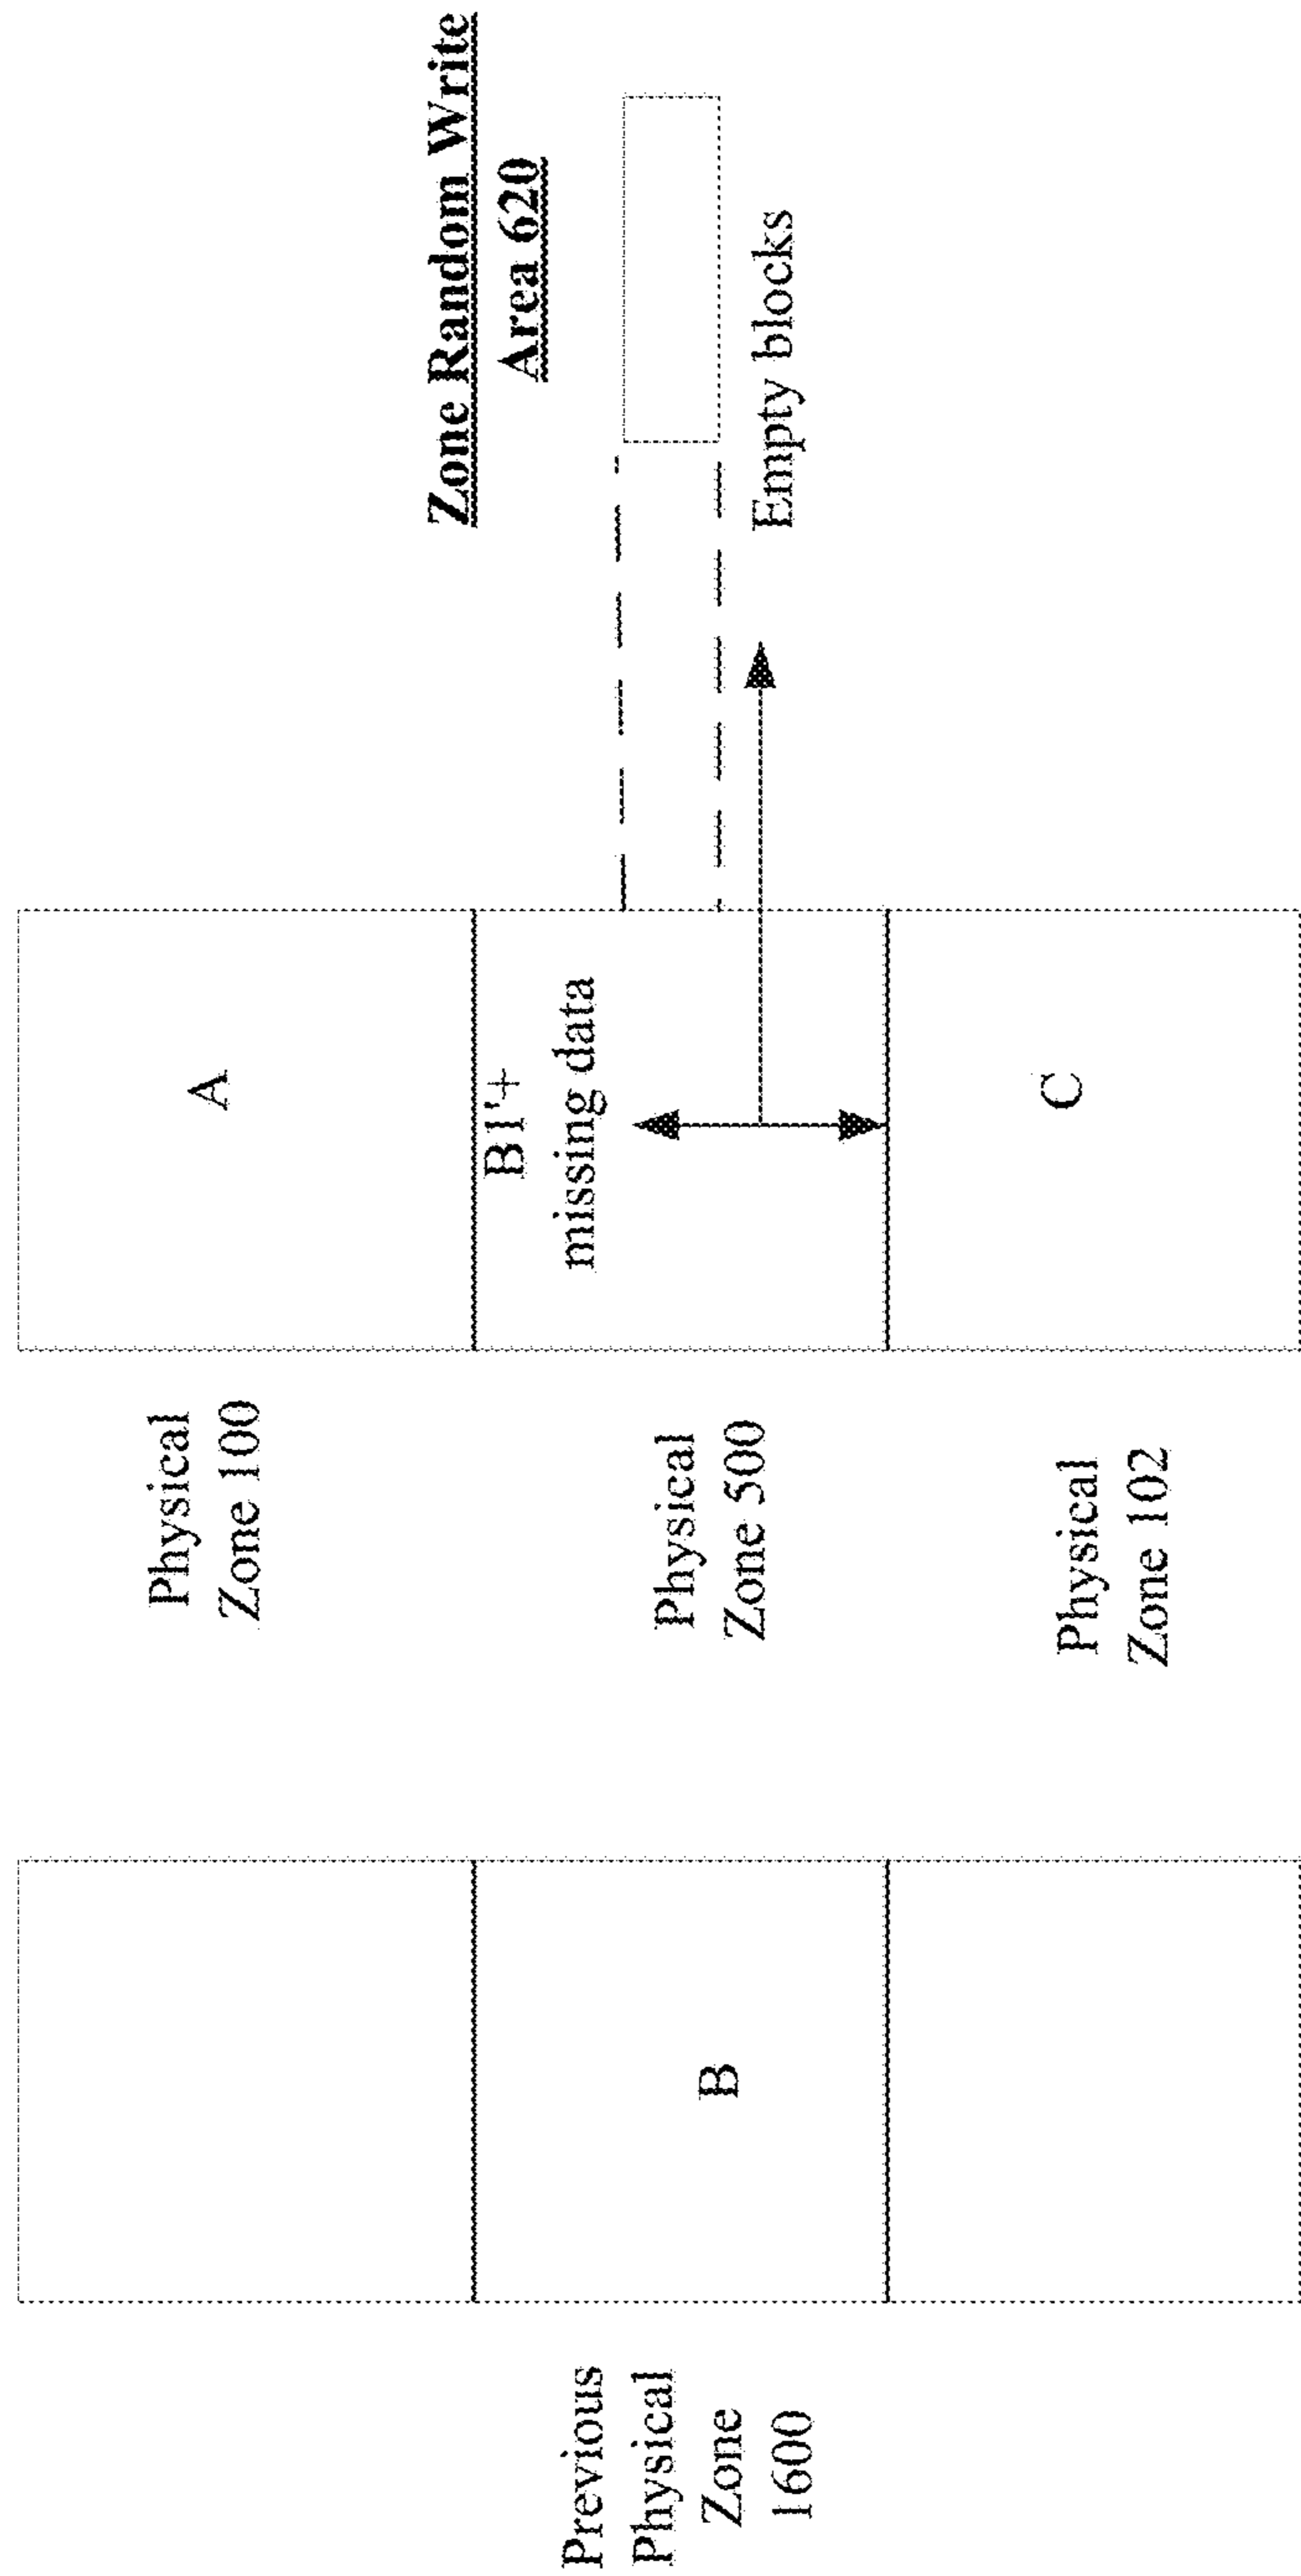 Previous
Physical
Zone
1600
B
Physical
Zone 100
Physical
Zone 500
Physical
Zone 102
A
B1'+
missing data
C
Zone Random Write
Area 620
Empty blocks